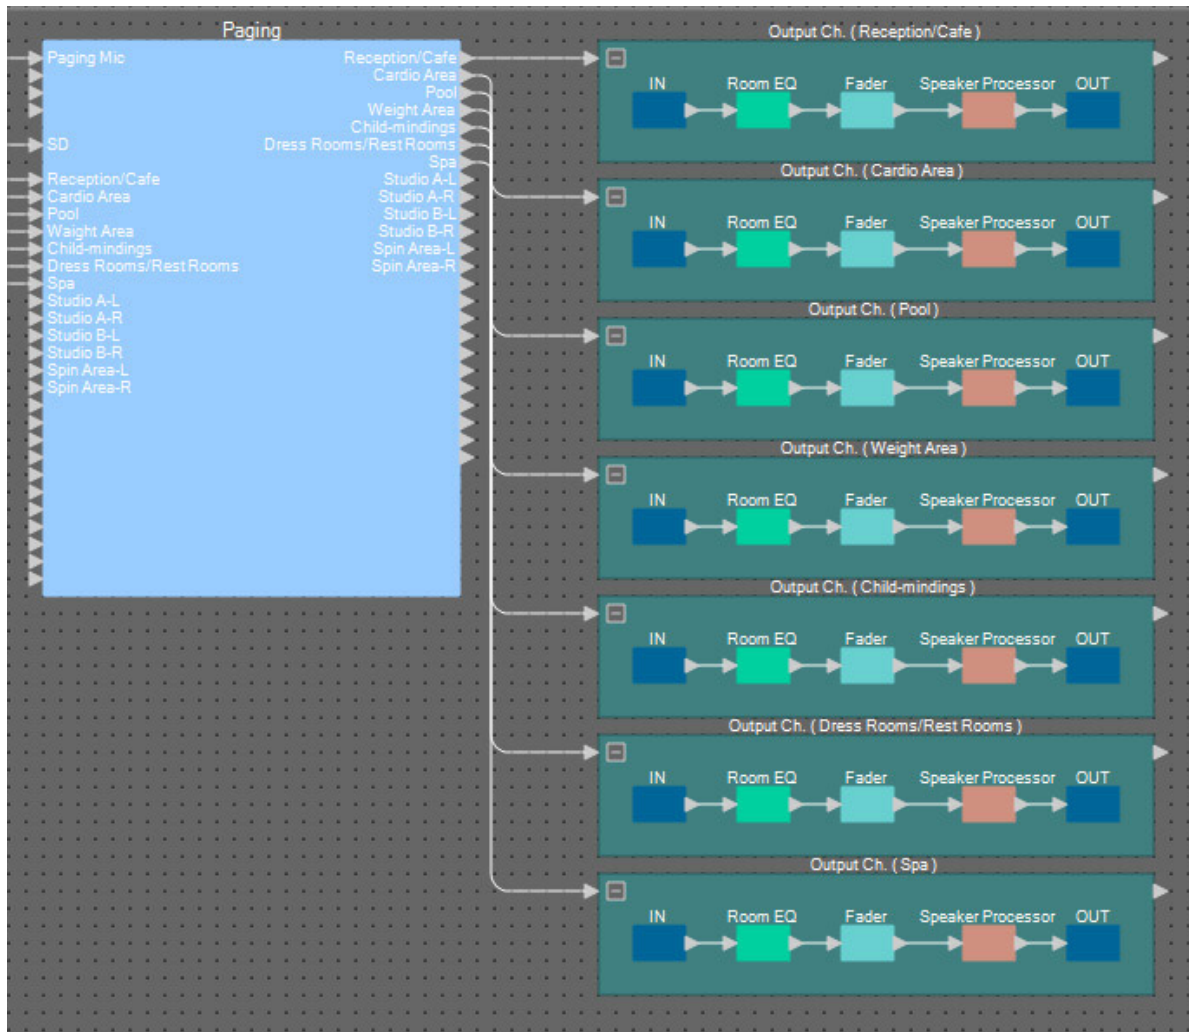 Paging
Paging Mic
SD
Reception/Cafe
Cardio Area
Pool
Waight Area
Child-mindings
Dress Rooms/Rest Rooms
Spa
Studio A-L
Studio A-R
Studio B-L
Studio B-R
Spin Area-L
Spin Area-R
Reception/Cafe
Cardio Area
Pool
Weight Area
Child-mindings
Dress Rooms/Rest Rooms
Spa
Studio A-L
Studio A-R
Studio B-L
Studio B-R
Spin Area-L
Spin Area-R
Output Ch. ( Reception/Cafe )
IN Room EQ Fader Speaker Processor OUT
Output Ch. ( Cardio Area )
IN Room EQ Fader Speaker Processor OUT
Output Ch. ( Pool )
IN Room EQ Fader Speaker Processor OUT
Output Ch. ( Weight Area )
IN Room EQ Fader Speaker Processor OUT
Output Ch. ( Child-mindings )
IN Room EQ Fader Speaker Processor OUT
Output Ch. ( Dress Rooms/Rest Rooms )
IN Room EQ Fader Speaker Processor OUT
Output Ch. ( Spa )
IN Room EQ Fader Speaker Processor OUT